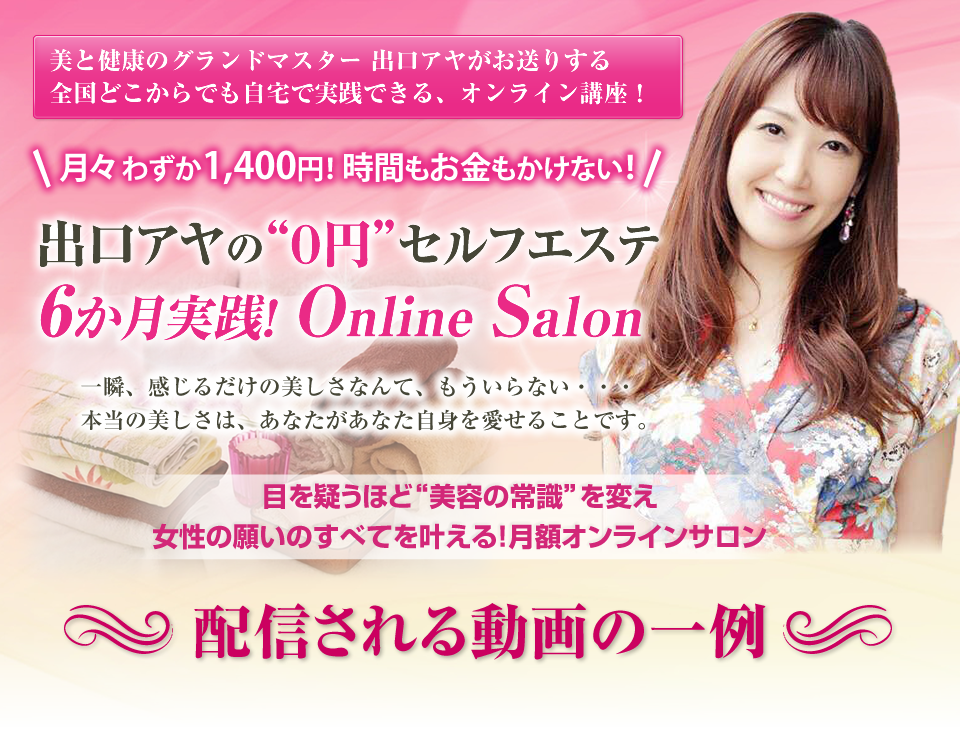 美と健康のグランドマスター 出口アヤがお送りする
全国どこからでも自宅で実践できる、オンライン講座！
\ 月々わずか1,400円! 時間もお金もかけない! /
出口アヤの“0円”セルフエステ
6か月実践! Online Salon
一瞬、感じるだけの美しさなんて、もういらない・・・
本当の美しさは、あなたがあなた自身を愛せることです。
目を疑うほど“美容の常識”を変え
女性の願いのすべてを叶える!月額オンラインサロン
配信される動画の一例